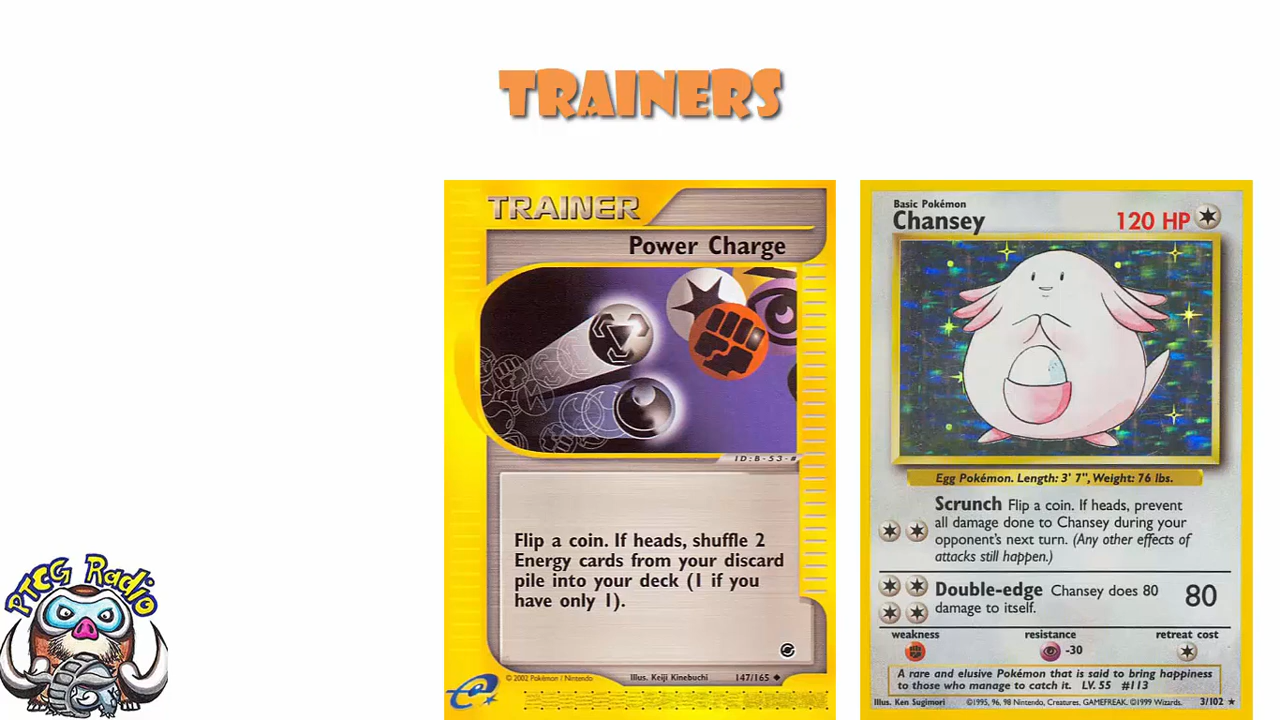 TRAINERS
TRAINER
Power Charge
ID:B-53-#
Flip a coin. If heads, shuffle 2
Energy cards from your discard
pile into your deck (1 if you
have only 1).
©2002 Pokémon / Nintendo
Illus. Keiji Kinebuchi
147/165 ◆
e
Basic Pokémon
Chansey
120 HP
Egg Pokémon. Length: 3' 7", Weight: 76 lbs.
Scrunch Flip a coin. If heads, prevent
all damage done to Chansey during your
opponent's next turn. (Any other effects of
attacks still happen.)
Double-edge Chansey does 80
damage to itself.
80
weakness
resistance
retreat cost
-30
A rare and elusive Pokémon that is said to bring happiness
to those who manage to catch it. LV. 55 #113
Illus. Ken Sugimori
©1995, 96, 98 Nintendo, Creatures, GAMEFREAK. ©1999 Wizards.
3/102 ★
PTCG Radio